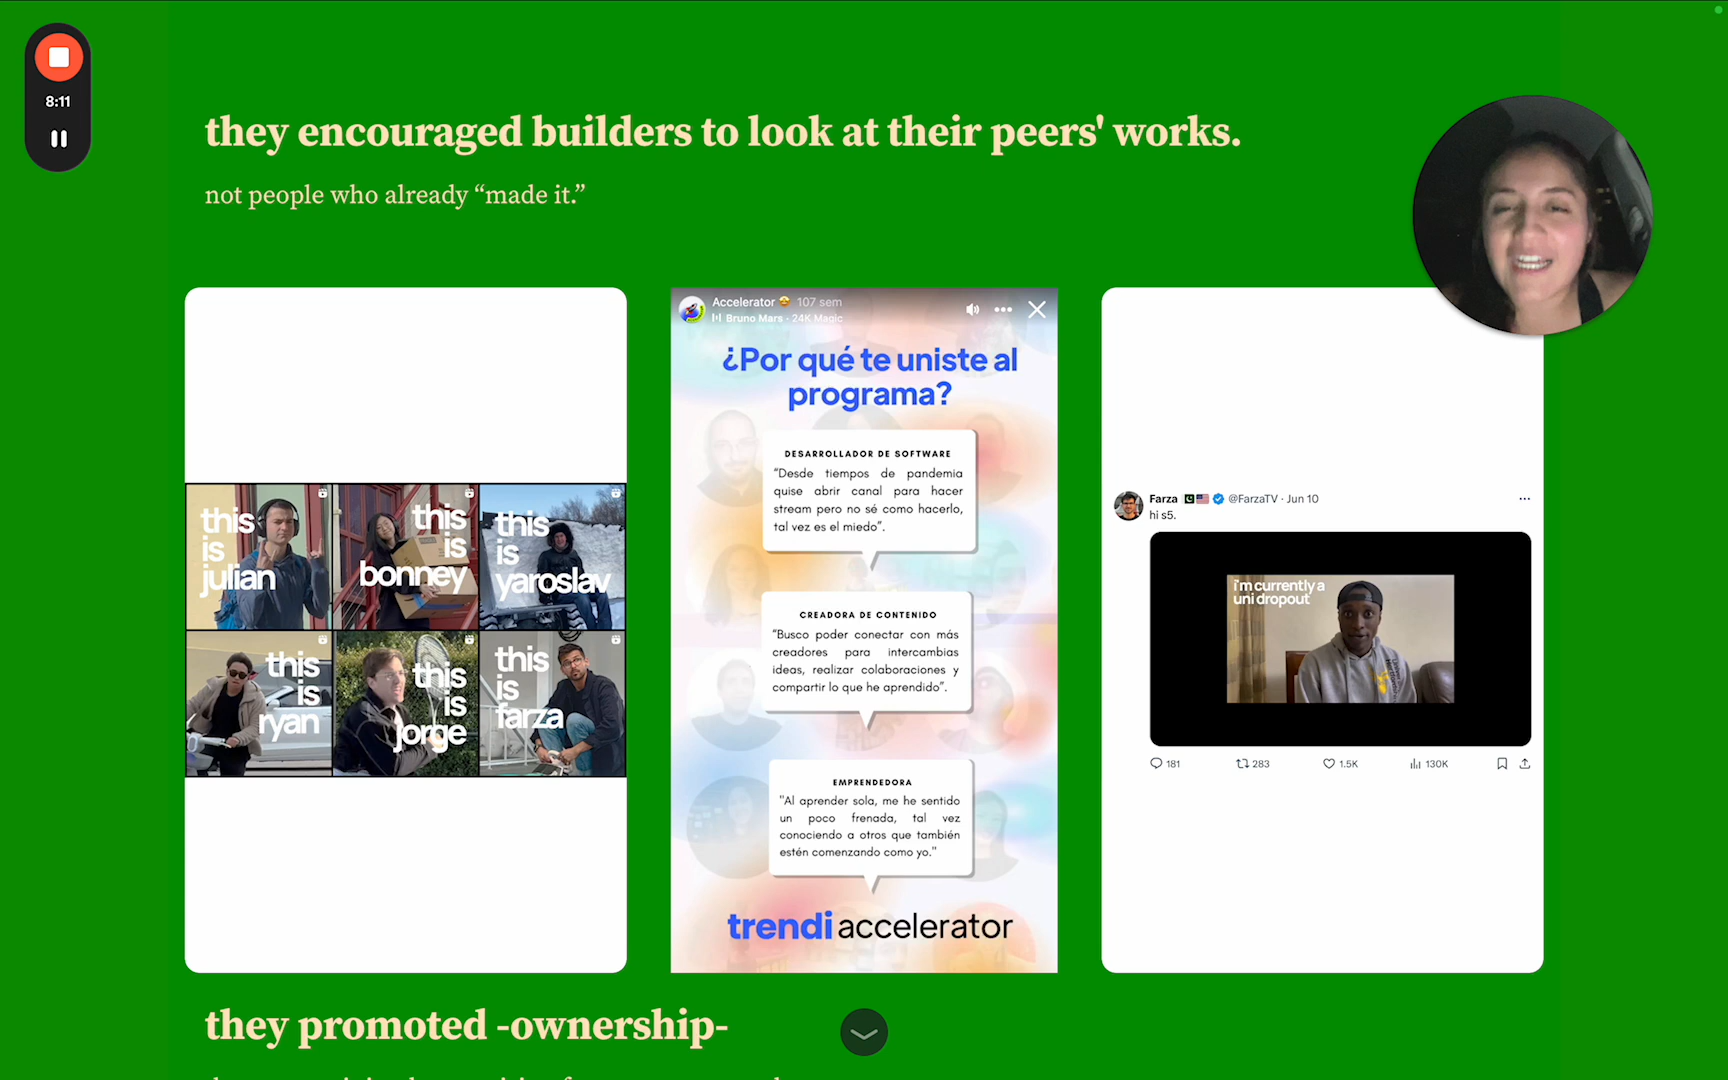 8:11
they encouraged builders to look at their peers' works.
not people who already “made it.”
this
is
julian
this
is
bonney
this
is
yaroslav
this
is
ryan
this
is
jorge
this
is
farza
Accelerator 🤩 107 sem
Bruno Mars · 24K Magic
¿Por qué te uniste al
programa?
DESARROLLADOR DE SOFTWARE
“Desde tiempos de pandemia
quise abrir canal para hacer
stream pero no sé como hacerlo,
tal vez es el miedo”.
CREADORA DE CONTENIDO
“Busco poder conectar con más
creadores para intercambias
ideas, realizar colaboraciones y
compartir lo que he aprendido”.
EMPRENDEDORA
"Al aprender sola, me he sentido
un poco frenada, tal vez
conociendo a otros que también
estén comenzando como yo."
trendi accelerator
Farza 🇵🇰🇺🇸 @FarzaTV · Jun 10
hi s5.
i'm currently a
uni dropout
181 283 1.5K 130K
they promoted -ownership-